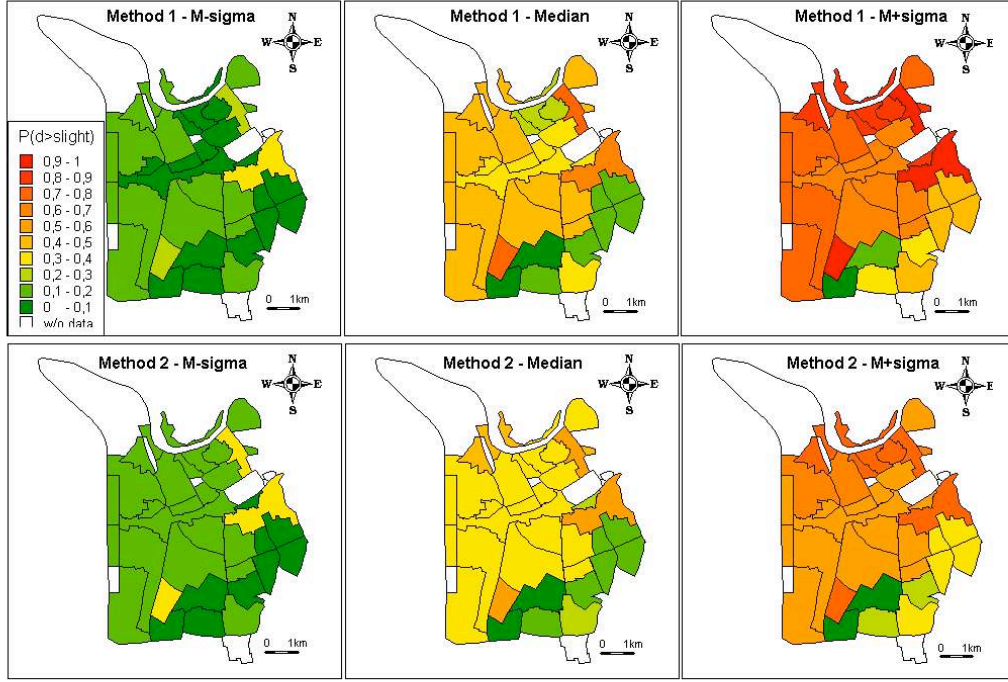 Method 1 - M-sigma
N
W E
S
P(d>slight)
0,9 - 1
0,8 - 0,9
0,7 - 0,8
0,6 - 0,7
0,5 - 0,6
0,4 - 0,5
0,3 - 0,4
0,2 - 0,3
0,1 - 0,2
0 - 0,1
w/o data
0 1km
Method 1 - Median
N
W E
S
0 1km
Method 1 - M+sigma
N
W E
S
0 1km
Method 2 - M-sigma
N
W E
S
0 1km
Method 2 - Median
N
W E
S
0 1km
Method 2 - M+sigma
N
W E
S
0 1km